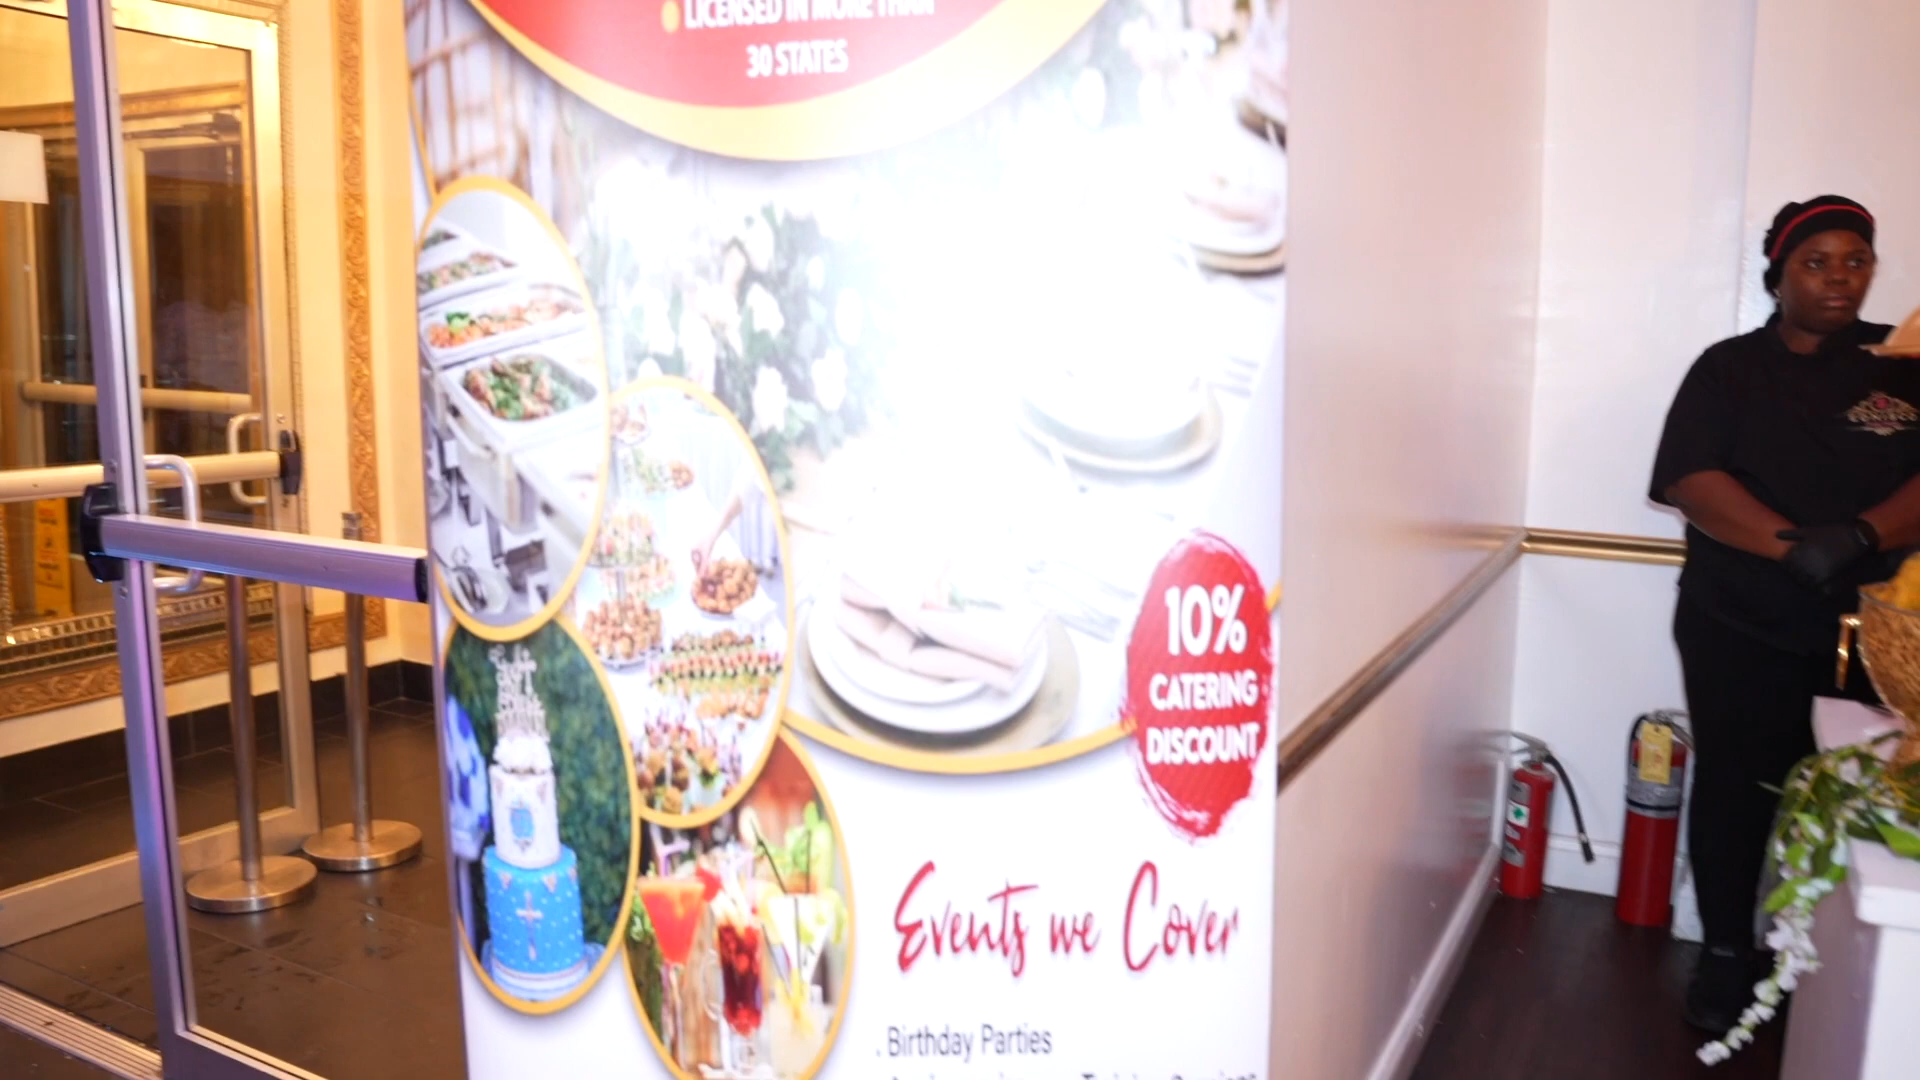 LICENSED IN MORE THAN
30 STATES
10%
CATERING
DISCOUNT
Events we Cover
. Birthday Parties